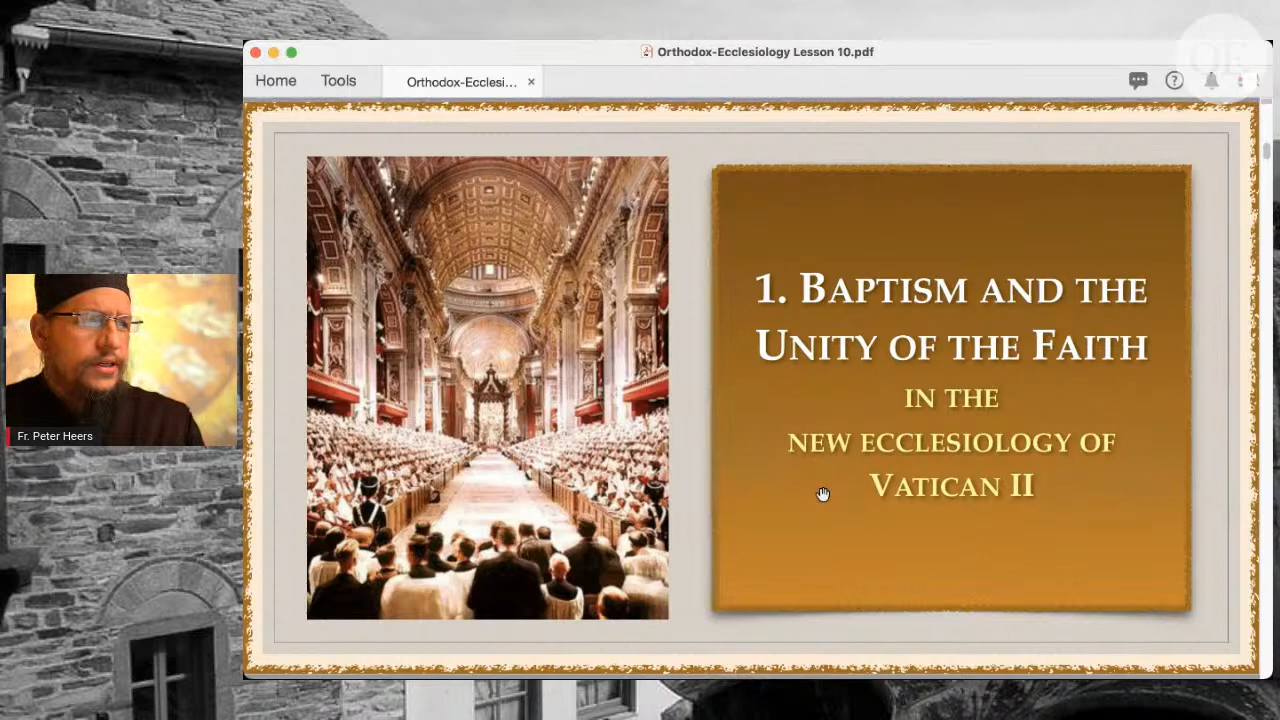 Orthodox-Ecclesiology Lesson 10.pdf
Home Tools Orthodox-Ecclesi... ×
OE
1. Baptism and the
Unity of the Faith
in the
new ecclesiology of
Vatican II
Fr. Peter Heers